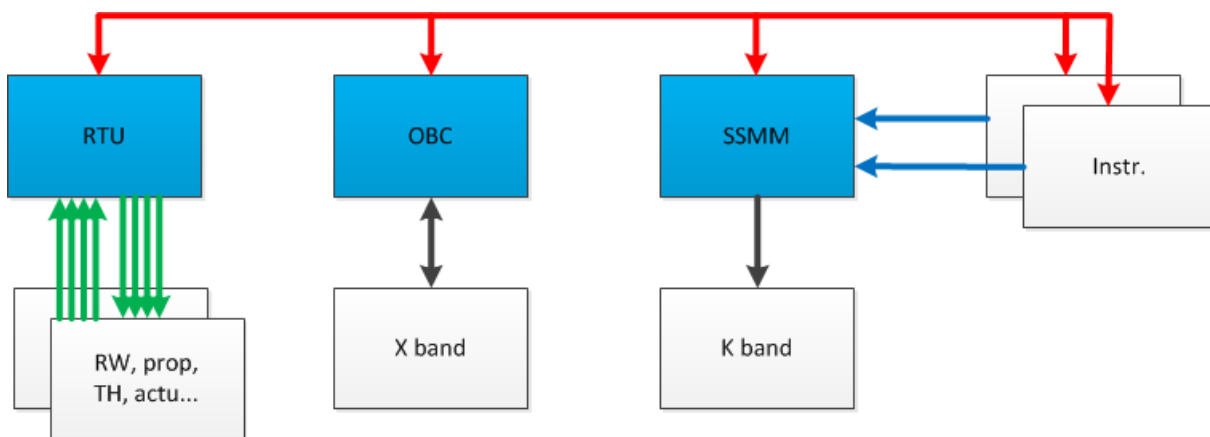 RTU
OBC
SSMM
Instr.
RW, prop,
TH, actu...
X band
K band